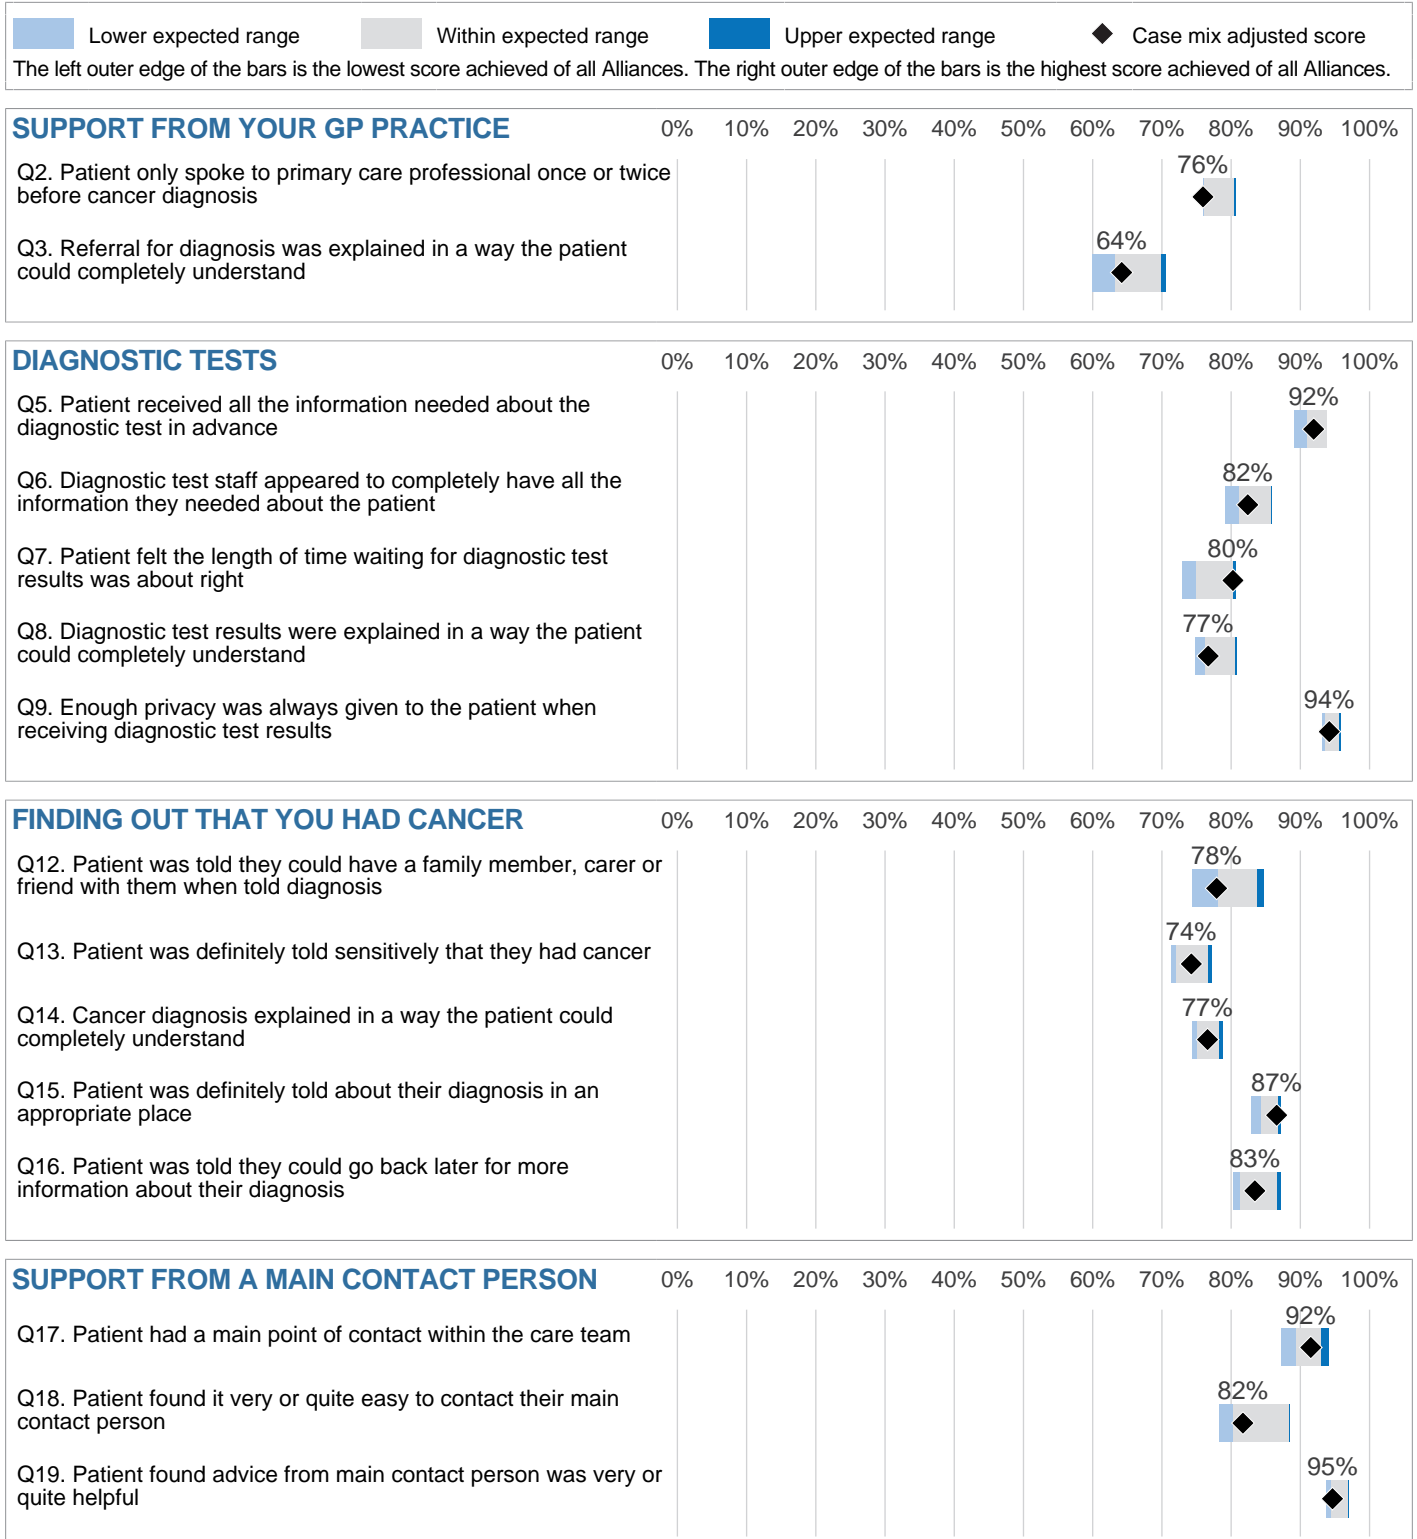 Lower expected range Within expected range Upper expected range Case mix adjusted score
The left outer edge of the bars is the lowest score achieved of all Alliances. The right outer edge of the bars is the highest score achieved of all Alliances.
SUPPORT FROM YOUR GP PRACTICE 0% 10% 20% 30% 40% 50% 60% 70% 80% 90% 100%
76%
Q2. Patient only spoke to primary care professional once or twice
before cancer diagnosis
64%
Q3. Referral for diagnosis was explained in a way the patient
could completely understand
DIAGNOSTIC TESTS 0% 10% 20% 30% 40% 50% 60% 70% 80% 90% 100%
92%
Q5. Patient received all the information needed about the
diagnostic test in advance
82%
Q6. Diagnostic test staff appeared to completely have all the
information they needed about the patient
80%
Q7. Patient felt the length of time waiting for diagnostic test
results was about right
77%
Q8. Diagnostic test results were explained in a way the patient
could completely understand
94%
Q9. Enough privacy was always given to the patient when
receiving diagnostic test results
FINDING OUT THAT YOU HAD CANCER 0% 10% 20% 30% 40% 50% 60% 70% 80% 90% 100%
78%
Q12. Patient was told they could have a family member, carer or
friend with them when told diagnosis
74%
Q13. Patient was definitely told sensitively that they had cancer
77%
Q14. Cancer diagnosis explained in a way the patient could
completely understand
87%
Q15. Patient was definitely told about their diagnosis in an
appropriate place
83%
Q16. Patient was told they could go back later for more
information about their diagnosis
SUPPORT FROM A MAIN CONTACT PERSON 0% 10% 20% 30% 40% 50% 60% 70% 80% 90% 100%
92%
Q17. Patient had a main point of contact within the care team
82%
Q18. Patient found it very or quite easy to contact their main
contact person
95%
Q19. Patient found advice from main contact person was very or
quite helpful